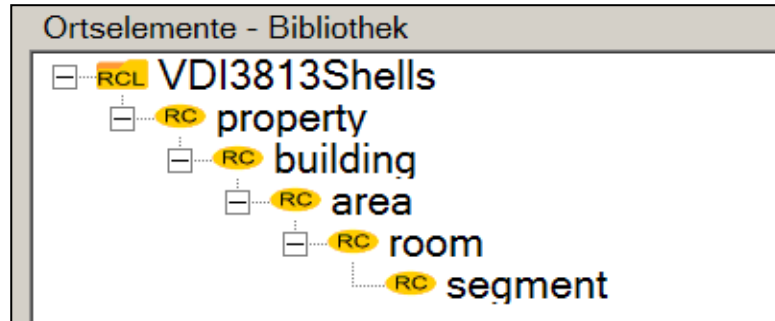 Ortselemente - Bibliothek
RCL VDI3813Shells
RC property
RC building
RC area
RC room
RC segment